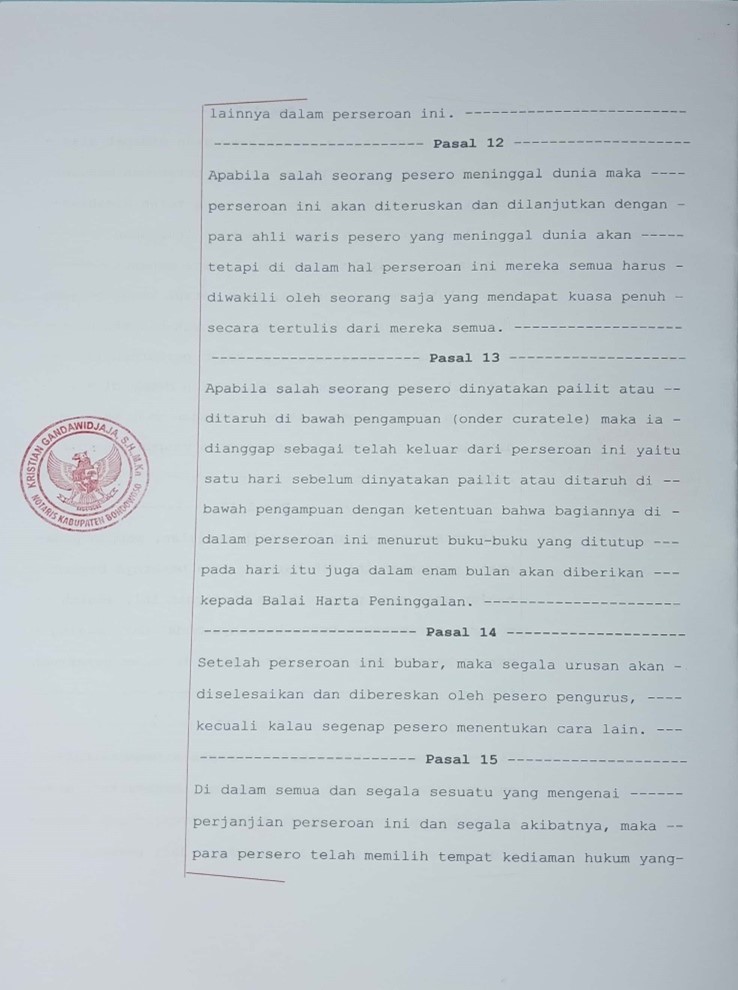 lainnya dalam perseroan ini. -------------------------
------------------------ Pasal 12 --------------------
Apabila salah seorang pesero meninggal dunia maka ----
perseroan ini akan diteruskan dan dilanjutkan dengan -
para ahli waris pesero yang meninggal dunia akan -----
tetapi di dalam hal perseroan ini mereka semua harus -
diwakili oleh seorang saja yang mendapat kuasa penuh -
secara tertulis dari mereka semua. -------------------
------------------------ Pasal 13 --------------------
Apabila salah seorang pesero dinyatakan pailit atau --
ditaruh di bawah pengampuan (onder curatele) maka ia -
dianggap sebagai telah keluar dari perseroan ini yaitu
satu hari sebelum dinyatakan pailit atau ditaruh di --
bawah pengampuan dengan ketentuan bahwa bagiannya di -
dalam perseroan ini menurut buku-buku yang ditutup ---
pada hari itu juga dalam enam bulan akan diberikan ---
kepada Balai Harta Peninggalan. ----------------------
------------------------ Pasal 14 --------------------
Setelah perseroan ini bubar, maka segala urusan akan -
diselesaikan dan dibereskan oleh pesero pengurus, ----
kecuali kalau segenap pesero menentukan cara lain. ---
------------------------ Pasal 15 --------------------
Di dalam semua dan segala sesuatu yang mengenai ------
perjanjian perseroan ini dan segala akibatnya, maka --
para persero telah memilih tempat kediaman hukum yang-
KRISTIAN GANDAWIDJAJA, S.H, M.Kn
NOTARIS KABUPATEN BONDOWOSO